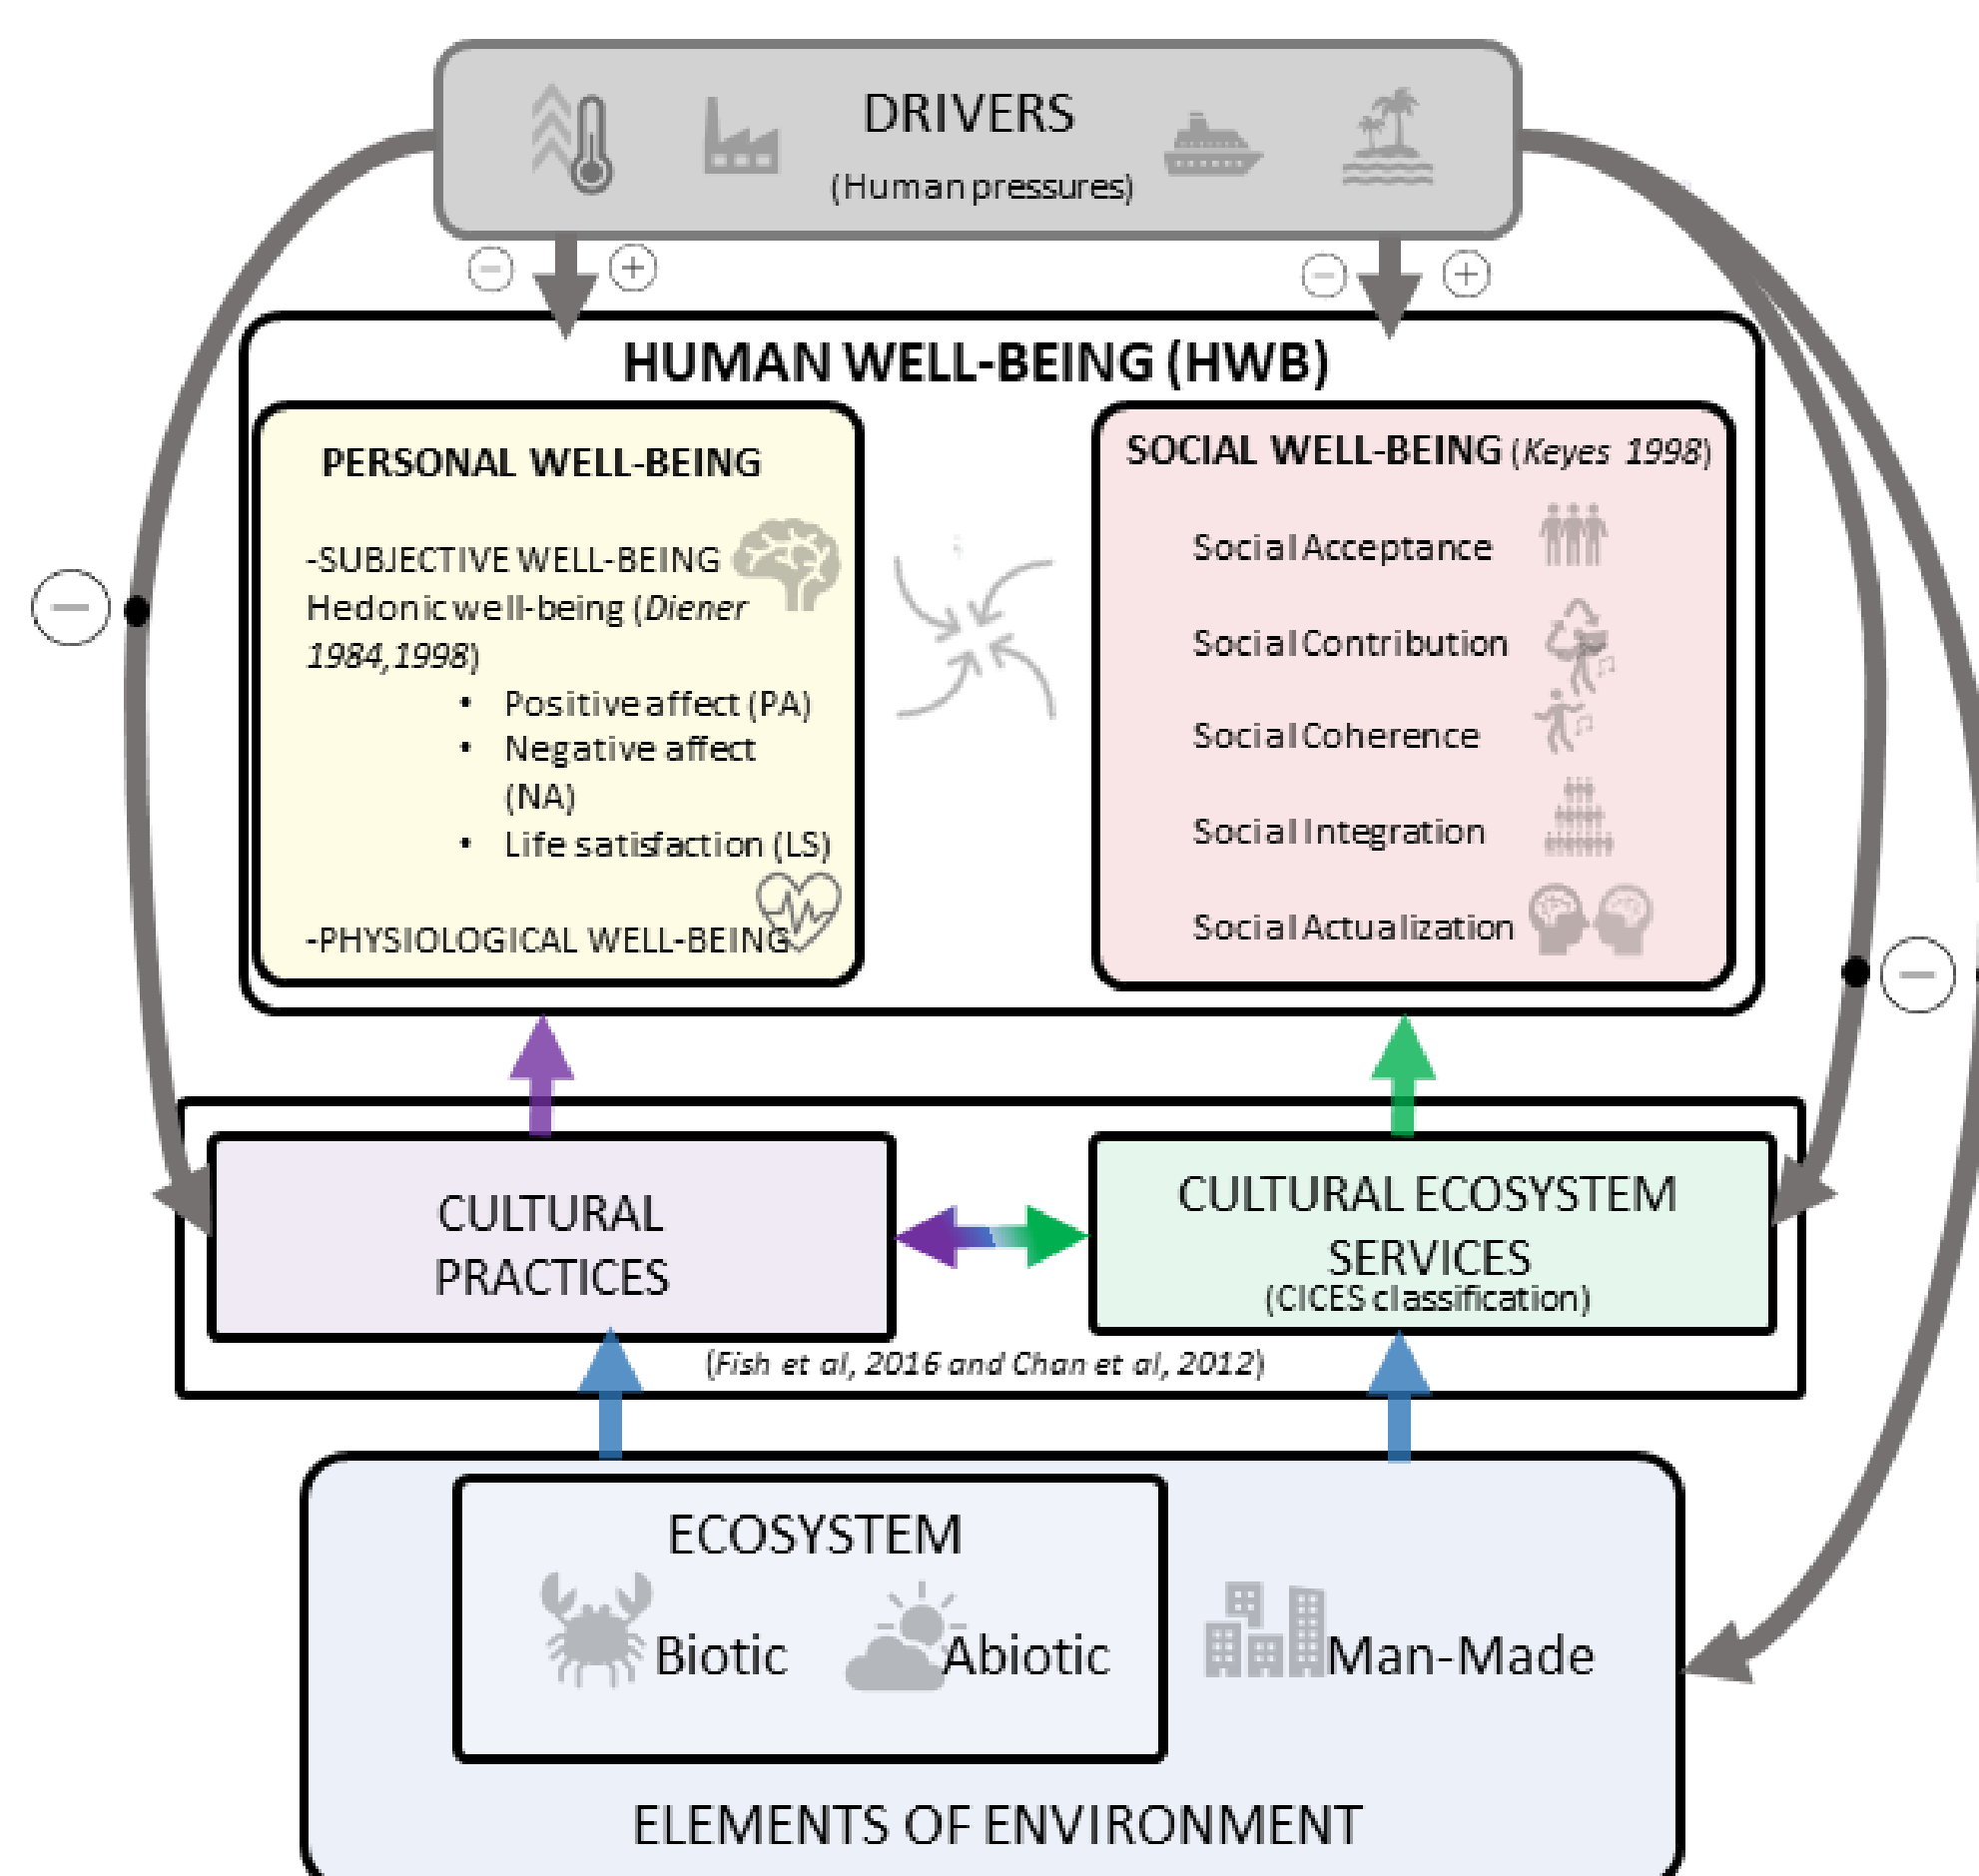 DRIVERS
(Human pressures)
− + − +
HUMAN WELL-BEING (HWB)
PERSONAL WELL-BEING
-SUBJECTIVE WELL-BEING
Hedonic well-being (Diener
1984,1998)
• Positive affect (PA)
• Negative affect
(NA)
• Life satisfaction (LS)
-PHYSIOLOGICAL WELL-BEING
SOCIAL WELL-BEING (Keyes 1998)
Social Acceptance
Social Contribution
Social Coherence
Social Integration
Social Actualization
−
−
CULTURAL
PRACTICES
CULTURAL ECOSYSTEM
SERVICES
(CICES classification)
(Fish et al, 2016 and Chan et al, 2012)
ECOSYSTEM
Biotic
Abiotic
Man-Made
ELEMENTS OF ENVIRONMENT